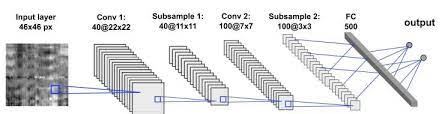 Input layer
46x46 px
Conv 1:
40@22x22
Subsample 1:
40@11x11
Conv 2:
100@7x7
Subsample 2:
100@3x3
FC
500
output